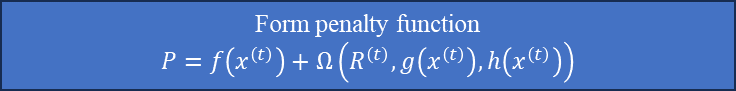 Form penalty function
P = f(x^{(t)}) + Ω(R^{(t)}, g(x^{(t)}), h(x^{(t)}))